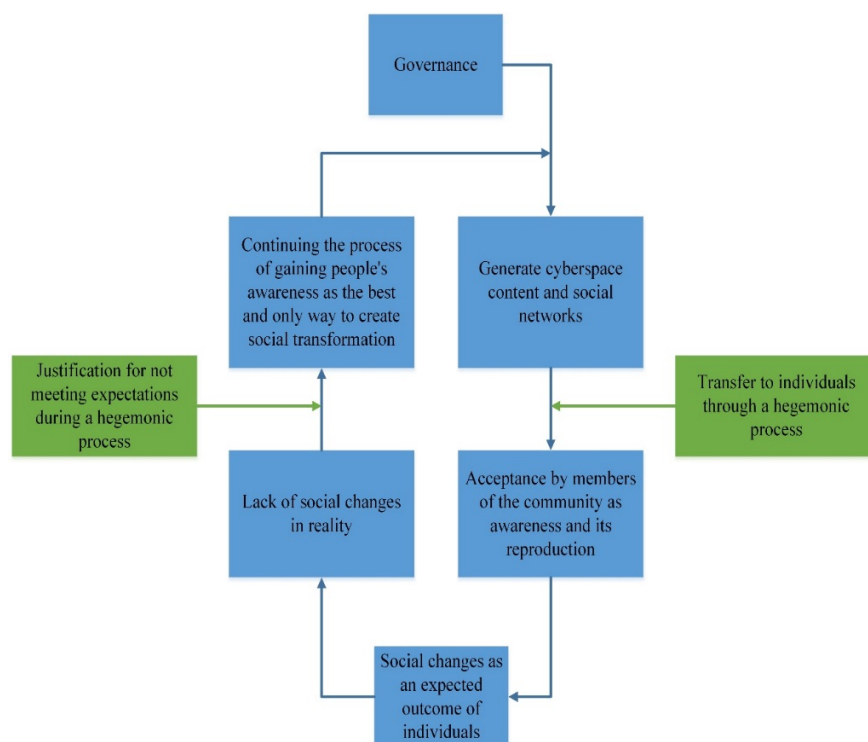 Governance
Continuing the process
of gaining people's
awareness as the best
and only way to create
social transformation
Generate cyberspace
content and social
networks
Justification for not
meeting expectations
during a hegemonic
process
Transfer to individuals
through a hegemonic
process
Lack of social changes
in reality
Acceptance by members
of the community as
awareness and its
reproduction
Social changes as
an expected
outcome of
individuals